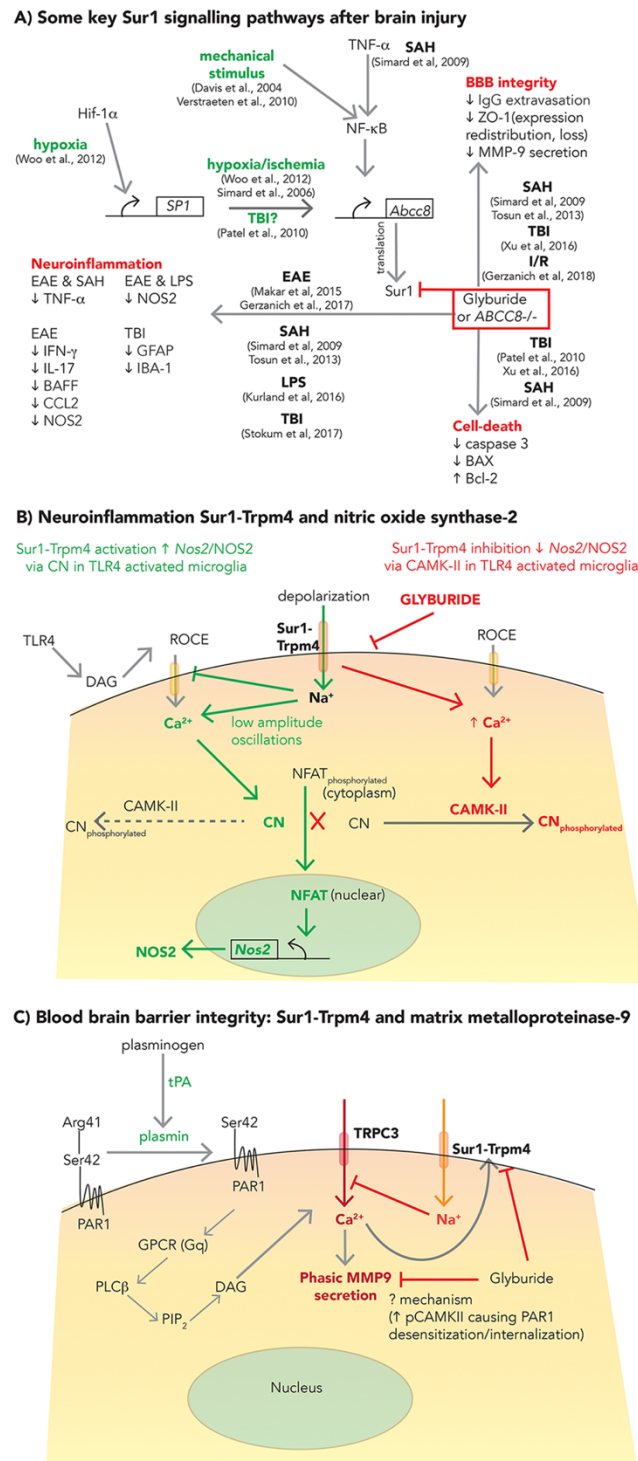 A) Some key Sur1 signalling pathways after brain injury
TNF-α SAH
(Simard et al, 2009)
mechanical
stimulus
(Davis et al., 2004
Verstraeten et al., 2010)
BBB integrity
↓ IgG extravasation
↓ ZO-1(expression
redistribution, loss)
↓ MMP-9 secretion
Hif-1α
NF-κB
hypoxia
(Woo et al., 2012)
hypoxia/ischemia
(Woo et al., 2012)
Simard et al., 2006)
SP1
TBI?
(Patel et al., 2010)
Abcc8
translation
Sur1
SAH
(Simard et al., 2009
Tosun et al., 2013)
TBI
(Xu et al, 2016)
I/R
(Gerzanich et al., 2018)
Glyburide
or ABCC8-/-
Neuroinflammation
EAE & SAH
↓ TNF-α
EAE & LPS
↓ NOS2
EAE
↓ IFN-γ
↓ IL-17
↓ BAFF
↓ CCL2
↓ NOS2
TBI
↓ GFAP
↓ IBA-1
EAE
(Makar et al., 2015
Gerzanich et al., 2017)
SAH
(Simard et al., 2009
Tosun et al., 2013)
LPS
(Kurland et al, 2016)
TBI
(Stokum et al, 2017)
TBI
(Patel et al., 2010
Xu et al., 2016)
SAH
(Simard et al., 2009)
Cell-death
↓ caspase 3
↓ BAX
↑ Bcl-2
B) Neuroinflammation Sur1-Trpm4 and nitric oxide synthase-2
Sur1-Trpm4 activation ↑ Nos2/NOS2
via CN in TLR4 activated microglia
Sur1-Trpm4 inhibition ↓ Nos2/NOS2
via CAMK-II in TLR4 activated microglia
depolarization
GLYBURIDE
Sur1-
Trpm4
TLR4
DAG
ROCE
ROCE
Na⁺
Ca²⁺
low amplitude
oscillations
↑ Ca²⁺
NFATphosphorylated
(cytoplasm)
CAMK-II
CNphosphorylated
CN
CN
CAMK-II
CNphosphorylated
NFAT (nuclear)
NOS2
Nos2
C) Blood brain barrier integrity: Sur1-Trpm4 and matrix metalloproteinase-9
plasminogen
tPA
Arg41
Ser42
plasmin
Ser42
PAR1
PAR1
TRPC3
Sur1-Trpm4
Ca²⁺
Na⁺
GPCR (Gq)
PLCβ
PIP2
DAG
Phasic MMP9
secretion
Glyburide
? mechanism
(↑ pCAMKII causing PAR1
desensitization/internalization)
Nucleus